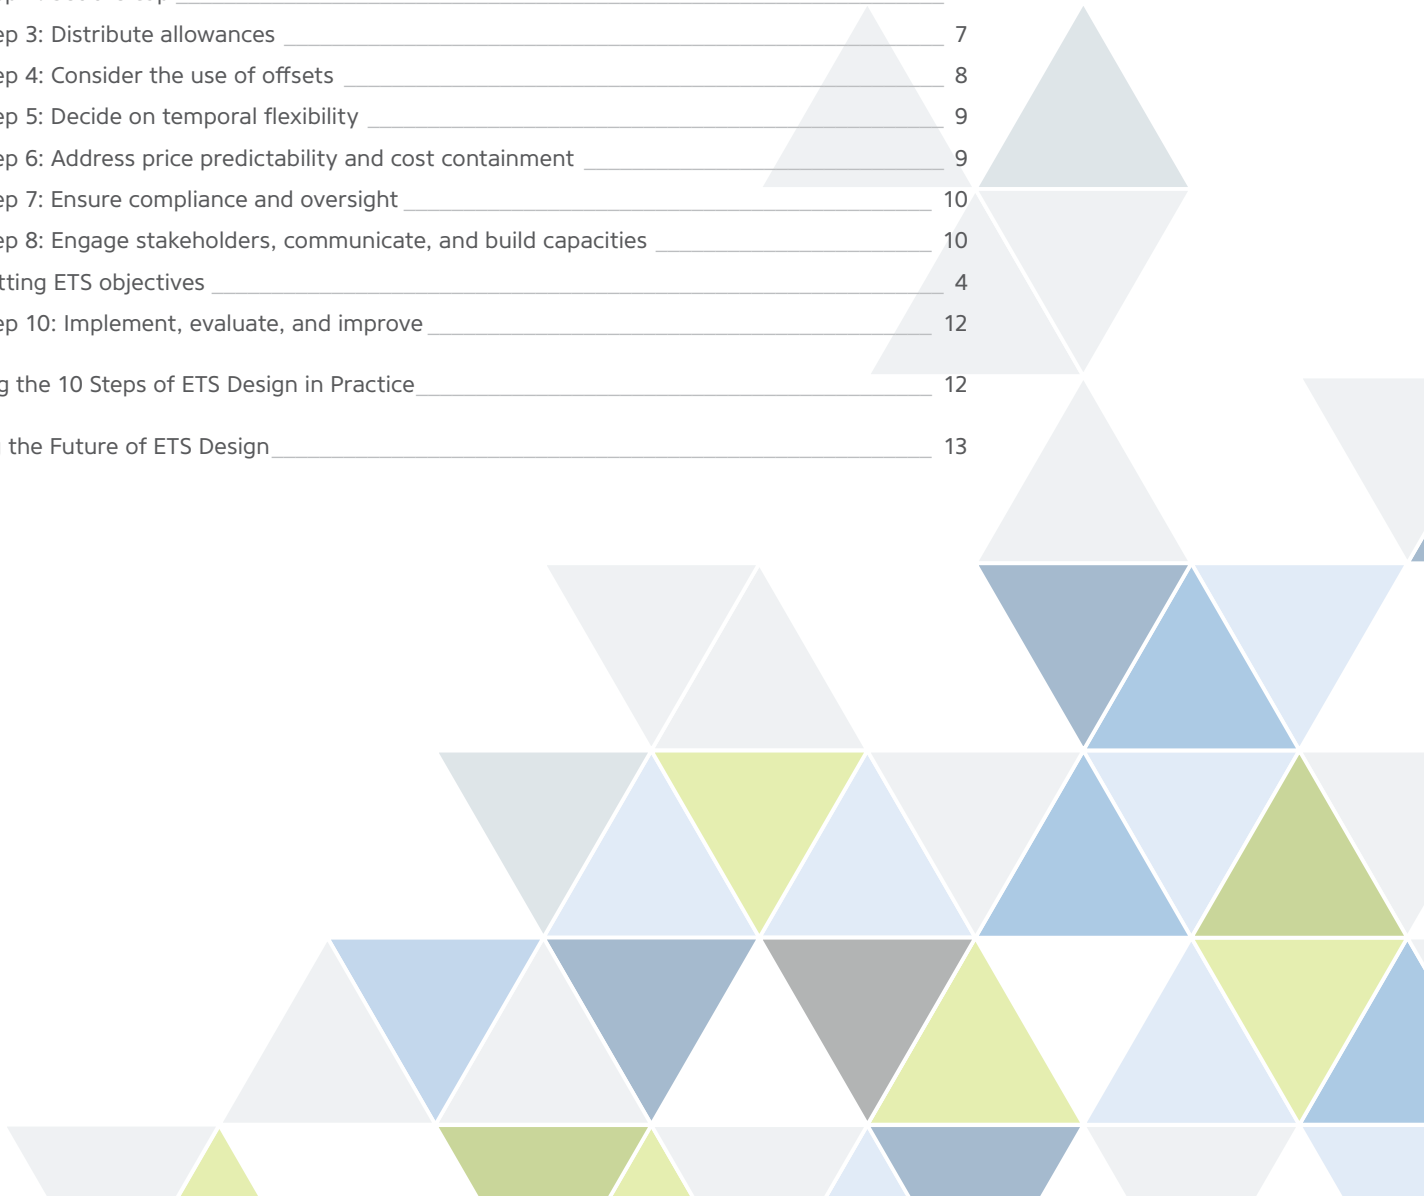 ep 3: Distribute allowances 7
ep 4: Consider the use of offsets 8
ep 5: Decide on temporal flexibility 9
ep 6: Address price predictability and cost containment 9
ep 7: Ensure compliance and oversight 10
ep 8: Engage stakeholders, communicate, and build capacities 10
tting ETS objectives 4
ep 10: Implement, evaluate, and improve 12
g the 10 Steps of ETS Design in Practice 12
the Future of ETS Design 13